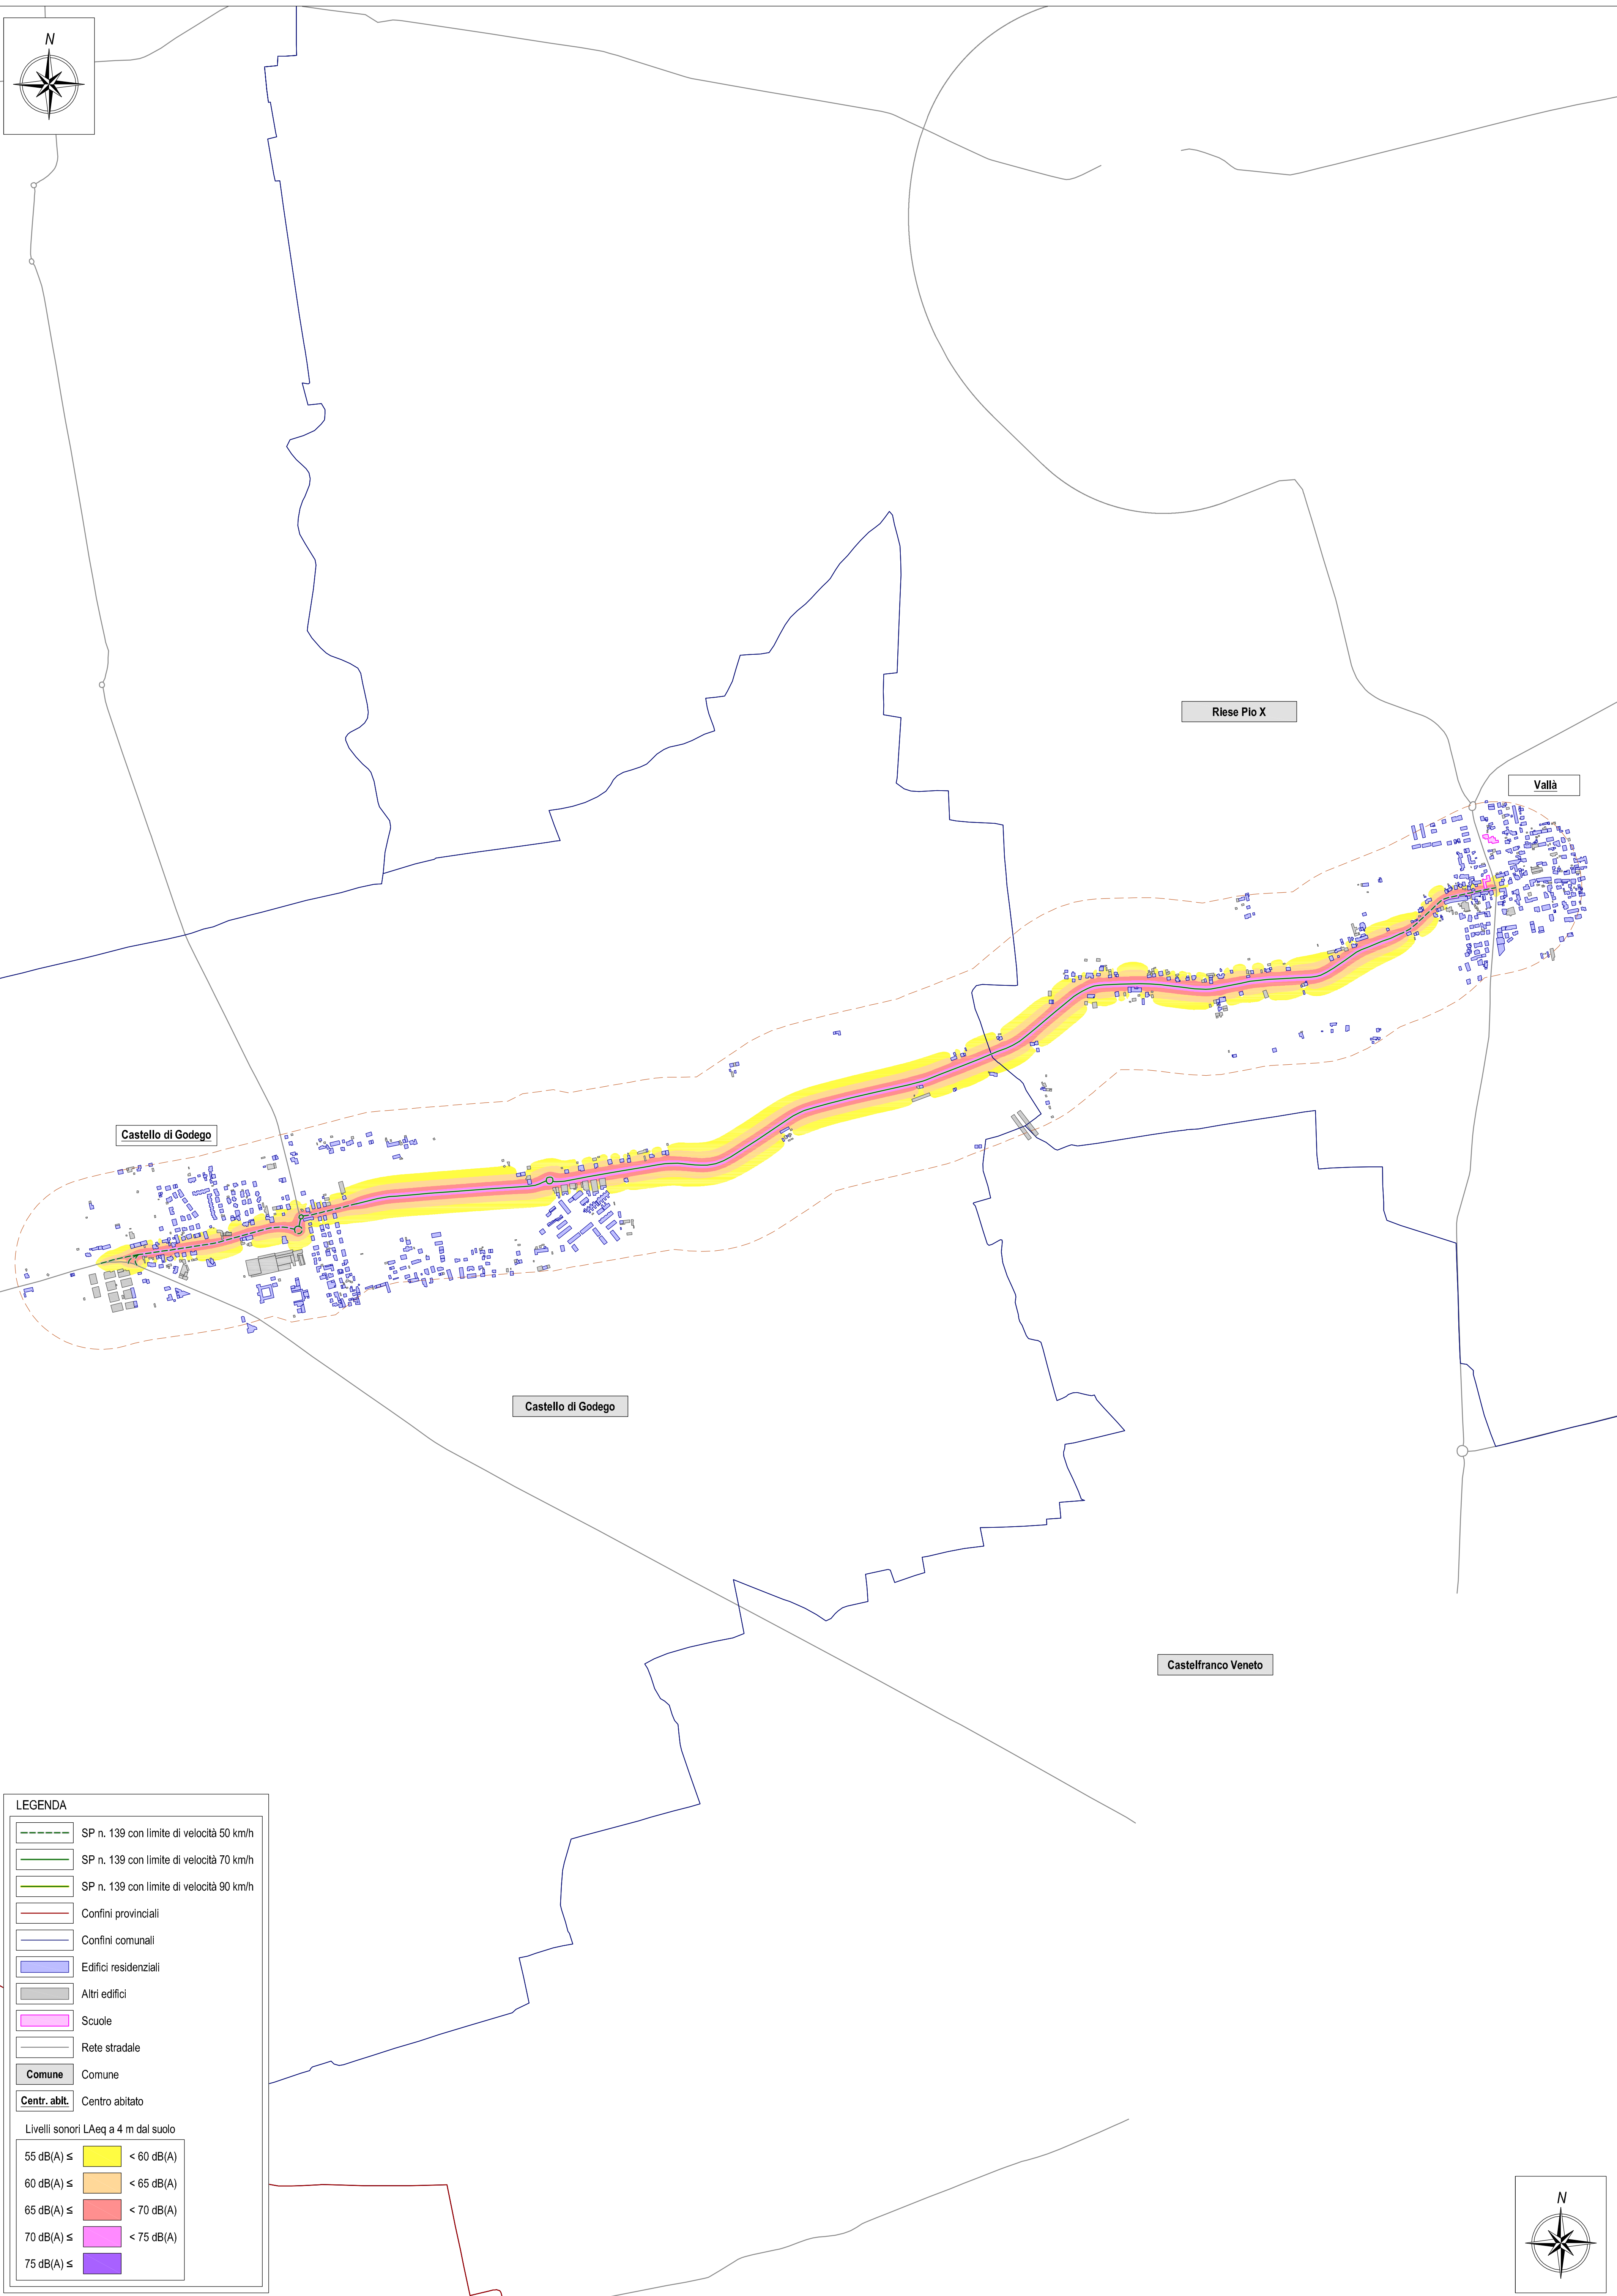 N
Riese Pio X
Vallà
Castello di Godego
Castello di Godego
Castelfranco Veneto
LEGENDA
SP n. 139 con limite di velocità 50 km/h
SP n. 139 con limite di velocità 70 km/h
SP n. 139 con limite di velocità 90 km/h
Confini provinciali
Confini comunali
Edifici residenziali
Altri edifici
Scuole
Rete stradale
Comune Comune
Centr. abit. Centro abitato
Livelli sonori LAeq a 4 m dal suolo
55 dB(A) ≤ < 60 dB(A)
60 dB(A) ≤ < 65 dB(A)
65 dB(A) ≤ < 70 dB(A)
70 dB(A) ≤ < 75 dB(A)
75 dB(A) ≤
N